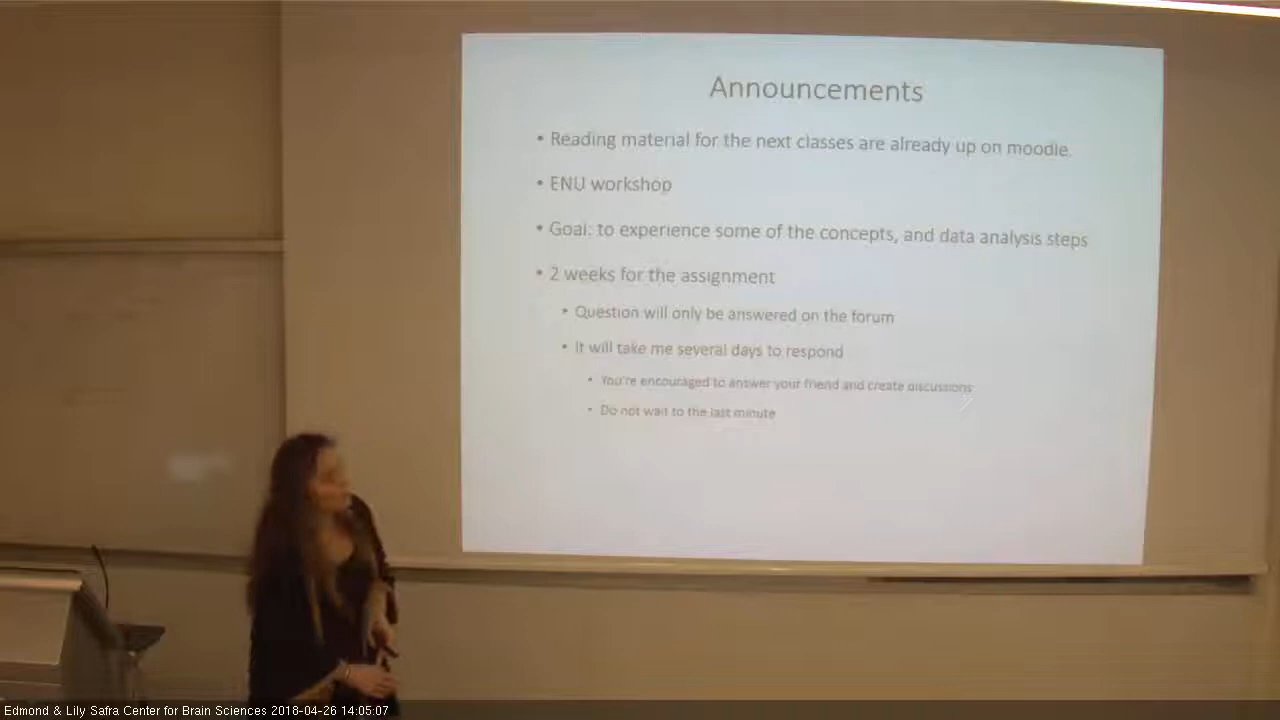 Announcements
• Reading material for the next classes are already up on moodle.
• ENU workshop
• Goal: to experience some of the concepts, and data analysis steps
• 2 weeks for the assignment
• Question will only be answered on the forum
• It will take me several days to respond
• You're encouraged to answer your friend and create discussions
• Do not wait to the last minute
Edmond & Lily Safra Center for Brain Sciences 2018-04-26 14:05:07